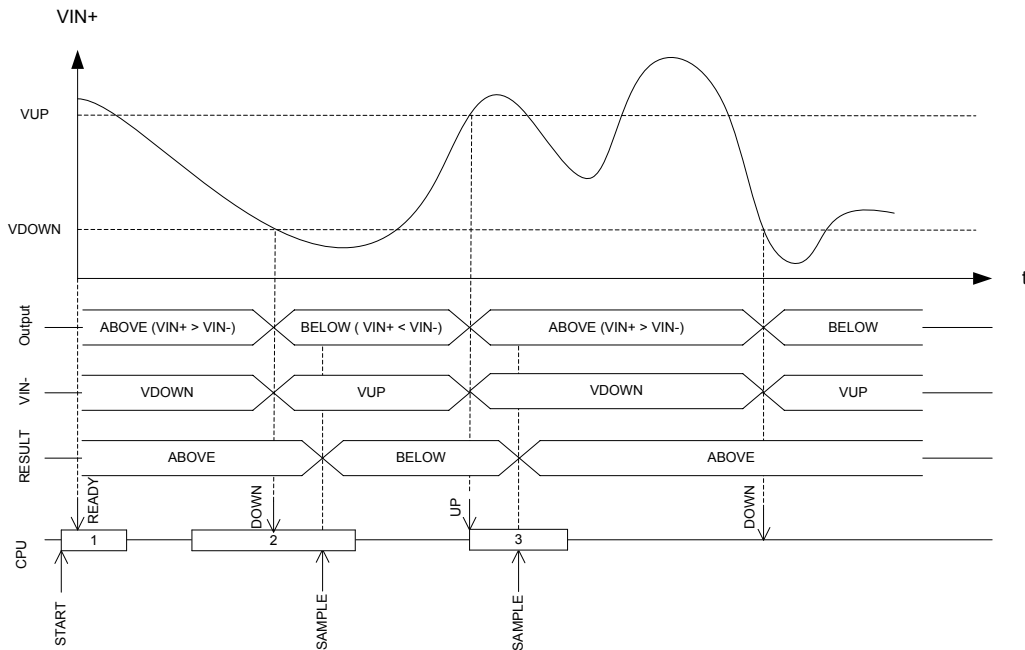 VIN+
VUP
VDOWN
t
Output
ABOVE (VIN+ > VIN-)
BELOW ( VIN+ < VIN-)
ABOVE (VIN+ > VIN-)
BELOW
VIN-
VDOWN
VUP
VDOWN
VUP
RESULT
ABOVE
BELOW
ABOVE
READY
DOWN
UP
DOWN
CPU
1
2
3
START
SAMPLE
SAMPLE